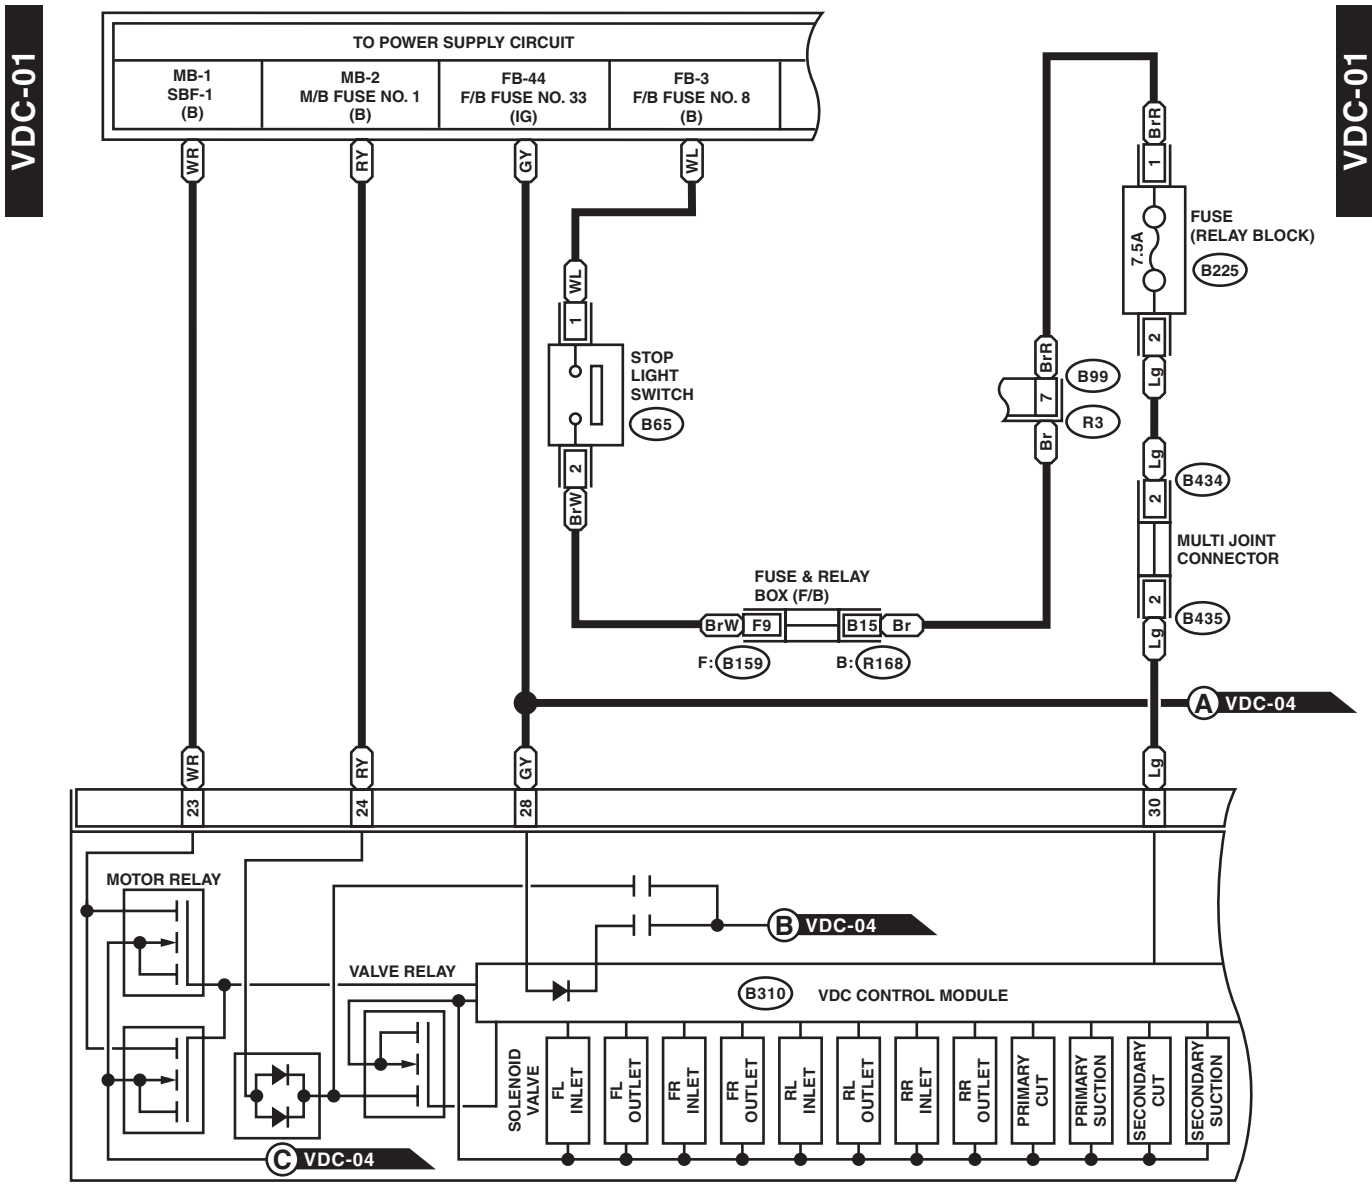 VDC-01
VDC-01
TO POWER SUPPLY CIRCUIT
MB-1
SBF-1
(B)
MB-2
M/B FUSE NO. 1
(B)
FB-44
F/B FUSE NO. 33
(IG)
FB-3
F/B FUSE NO. 8
(B)
WR
RY
GY
WL
BrR
1
7.5A
FUSE
(RELAY BLOCK)
B225
2
Lg
WL
1
STOP
LIGHT
SWITCH
B65
2
BrW
BrR
7
Br
B99
R3
Lg
2
B434
MULTI JOINT
CONNECTOR
2
Lg
B435
FUSE & RELAY
BOX (F/B)
BrW
F9
B15
Br
F:
B159
B:
R168
A
VDC-04
WR
RY
GY
Lg
23
24
28
30
MOTOR RELAY
B
VDC-04
VALVE RELAY
B310
VDC CONTROL MODULE
SOLENOID
VALVE
FL
INLET
FL
OUTLET
FR
INLET
FR
OUTLET
RL
INLET
RL
OUTLET
RR
INLET
RR
OUTLET
PRIMARY
CUT
PRIMARY
SUCTION
SECONDARY
CUT
SECONDARY
SUCTION
C
VDC-04